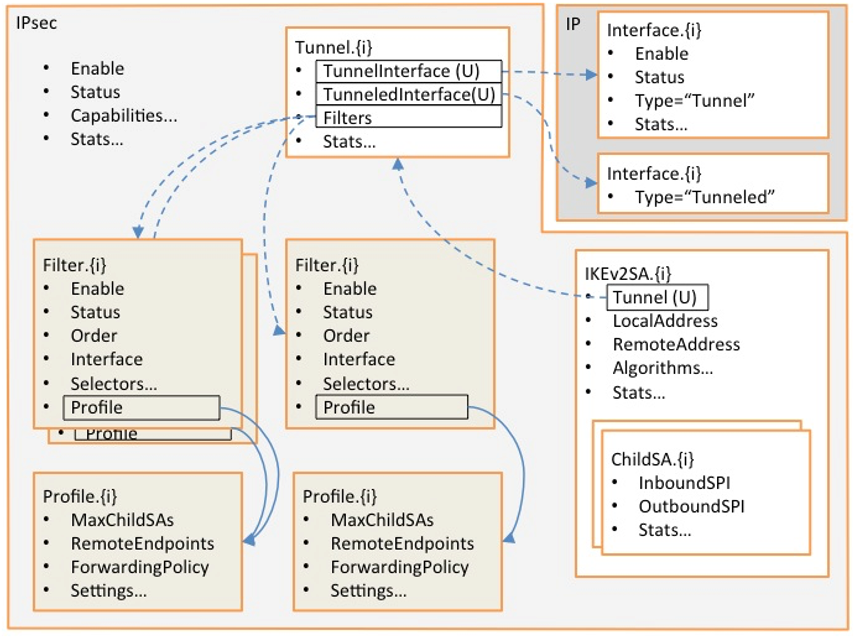 IPsec
• Enable
• Status
• Capabilities...
• Stats...
Tunnel.{i}
• TunnelInterface (U)
• TunneledInterface(U)
• Filters
• Stats...
IP
Interface.{i}
• Enable
• Status
• Type=“Tunnel”
• Stats...
Interface.{i}
• Type=“Tunneled”
Filter.{i}
• Enable
• Status
• Order
• Interface
• Selectors...
• Profile
• Profile
Filter.{i}
• Enable
• Status
• Order
• Interface
• Selectors...
• Profile
IKEv2SA.{i}
• Tunnel (U)
• LocalAddress
• RemoteAddress
• Algorithms...
• Stats...
ChildSA.{i}
• InboundSPI
• OutboundSPI
• Stats...
Profile.{i}
• MaxChildSAs
• RemoteEndpoints
• ForwardingPolicy
• Settings...
Profile.{i}
• MaxChildSAs
• RemoteEndpoints
• ForwardingPolicy
• Settings...